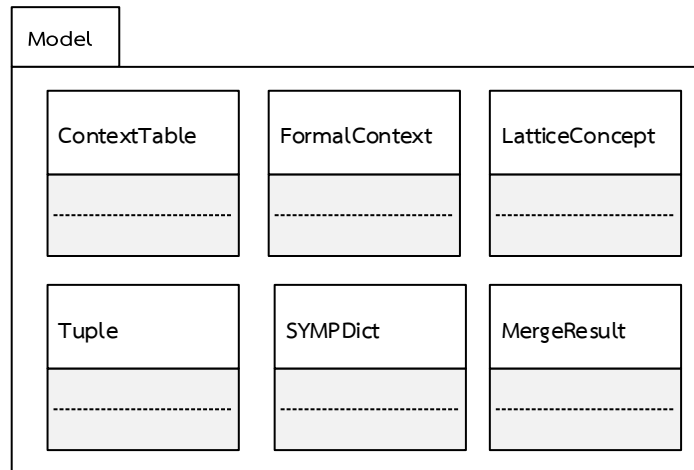 Model
ContextTable
FormalContext
LatticeConcept
Tuple
SYMPDict
MergeResult